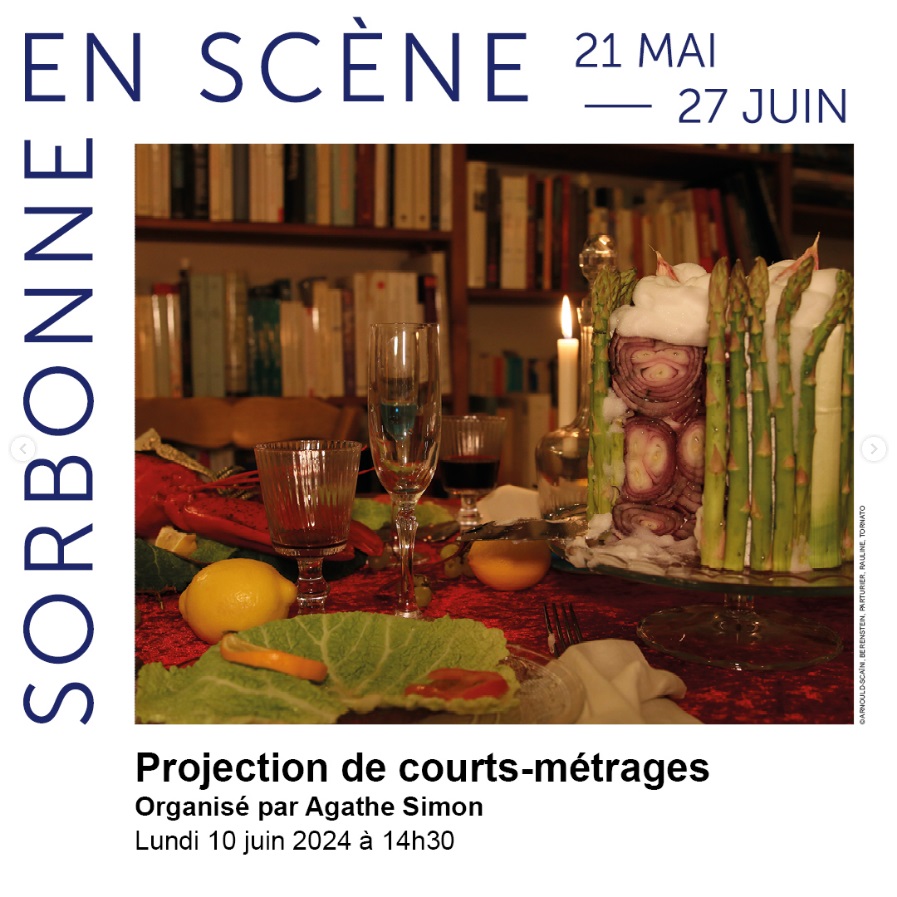 SORBONNE
EN SCÈNE
21 MAI
— 27 JUIN
©ARNOULD-SCAÏNI, BERENSTEIN, PARTURIER, RAULINE, TORNATO
Projection de courts-métrages
Organisé par Agathe Simon
Lundi 10 juin 2024 à 14h30